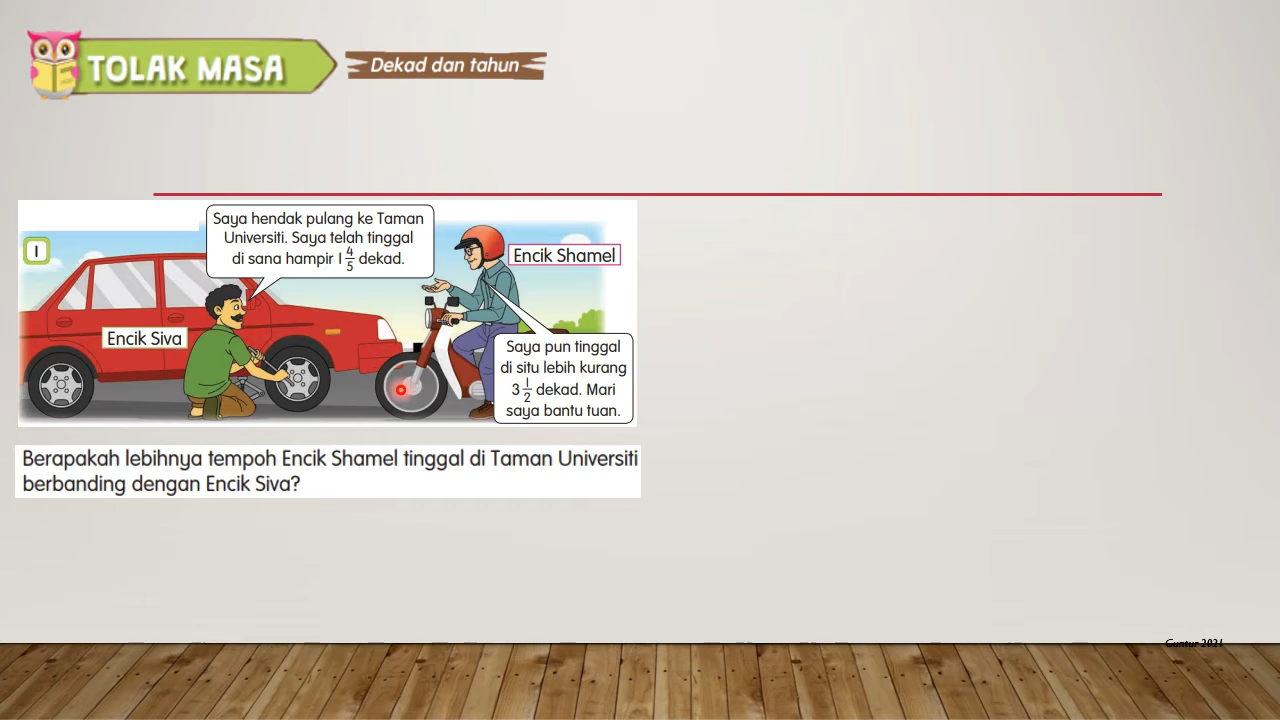 TOLAK MASA
Dekad dan tahun
1
Saya hendak pulang ke Taman
Universiti. Saya telah tinggal
di sana hampir 1 4/5 dekad.
Encik Shamel
Encik Siva
Saya pun tinggal
di situ lebih kurang
3 1/2 dekad. Mari
saya bantu tuan.
Berapakah lebihnya tempoh Encik Shamel tinggal di Taman Universiti
berbanding dengan Encik Siva?
Guntur 2021